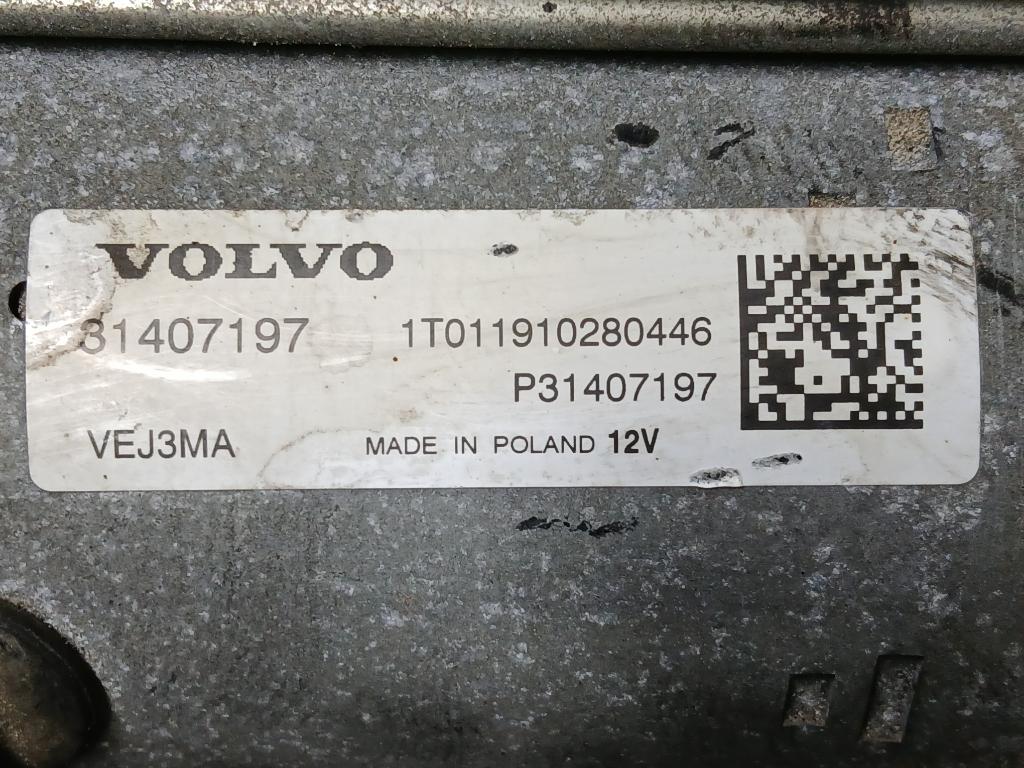 VOLVO
31407197 1T011910280446
P31407197
VEJ3MA MADE IN POLAND 12V